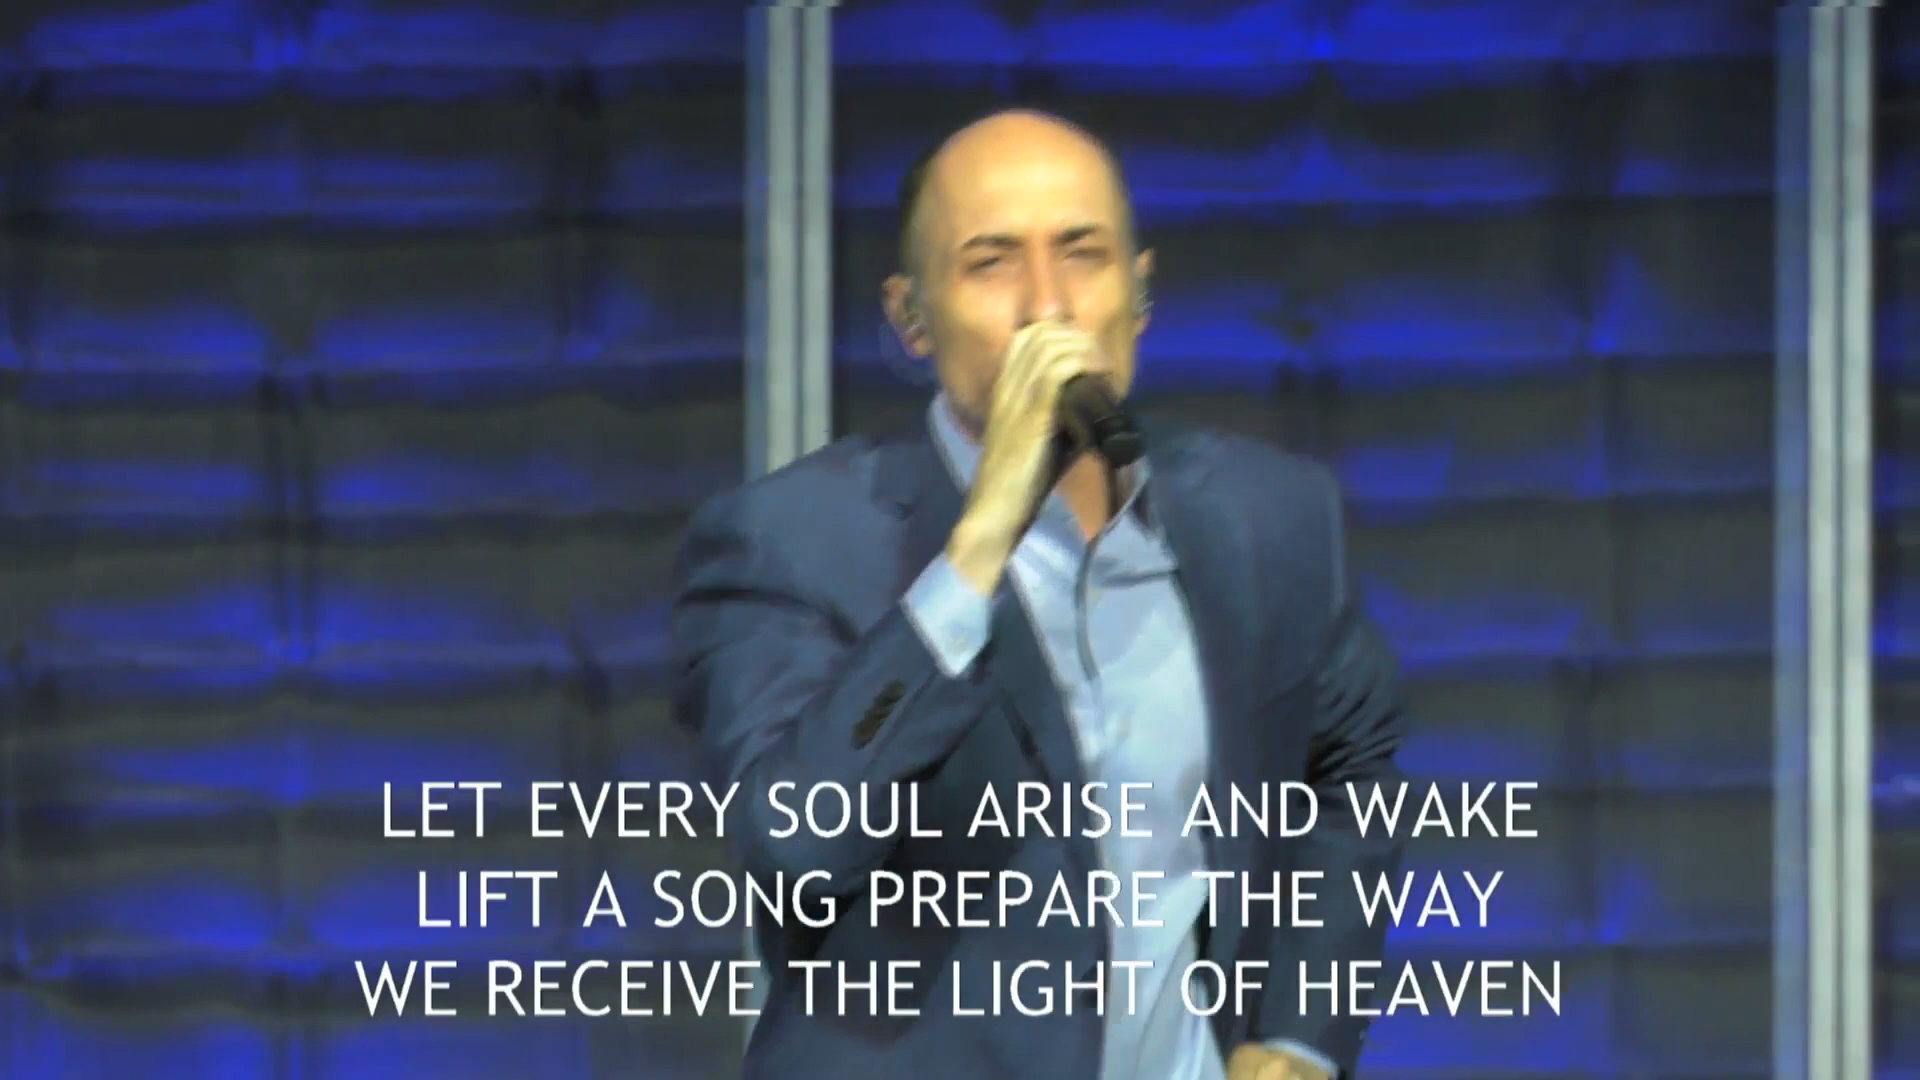 LET EVERY SOUL ARISE AND WAKE
LIFT A SONG PREPARE THE WAY
WE RECEIVE THE LIGHT OF HEAVEN